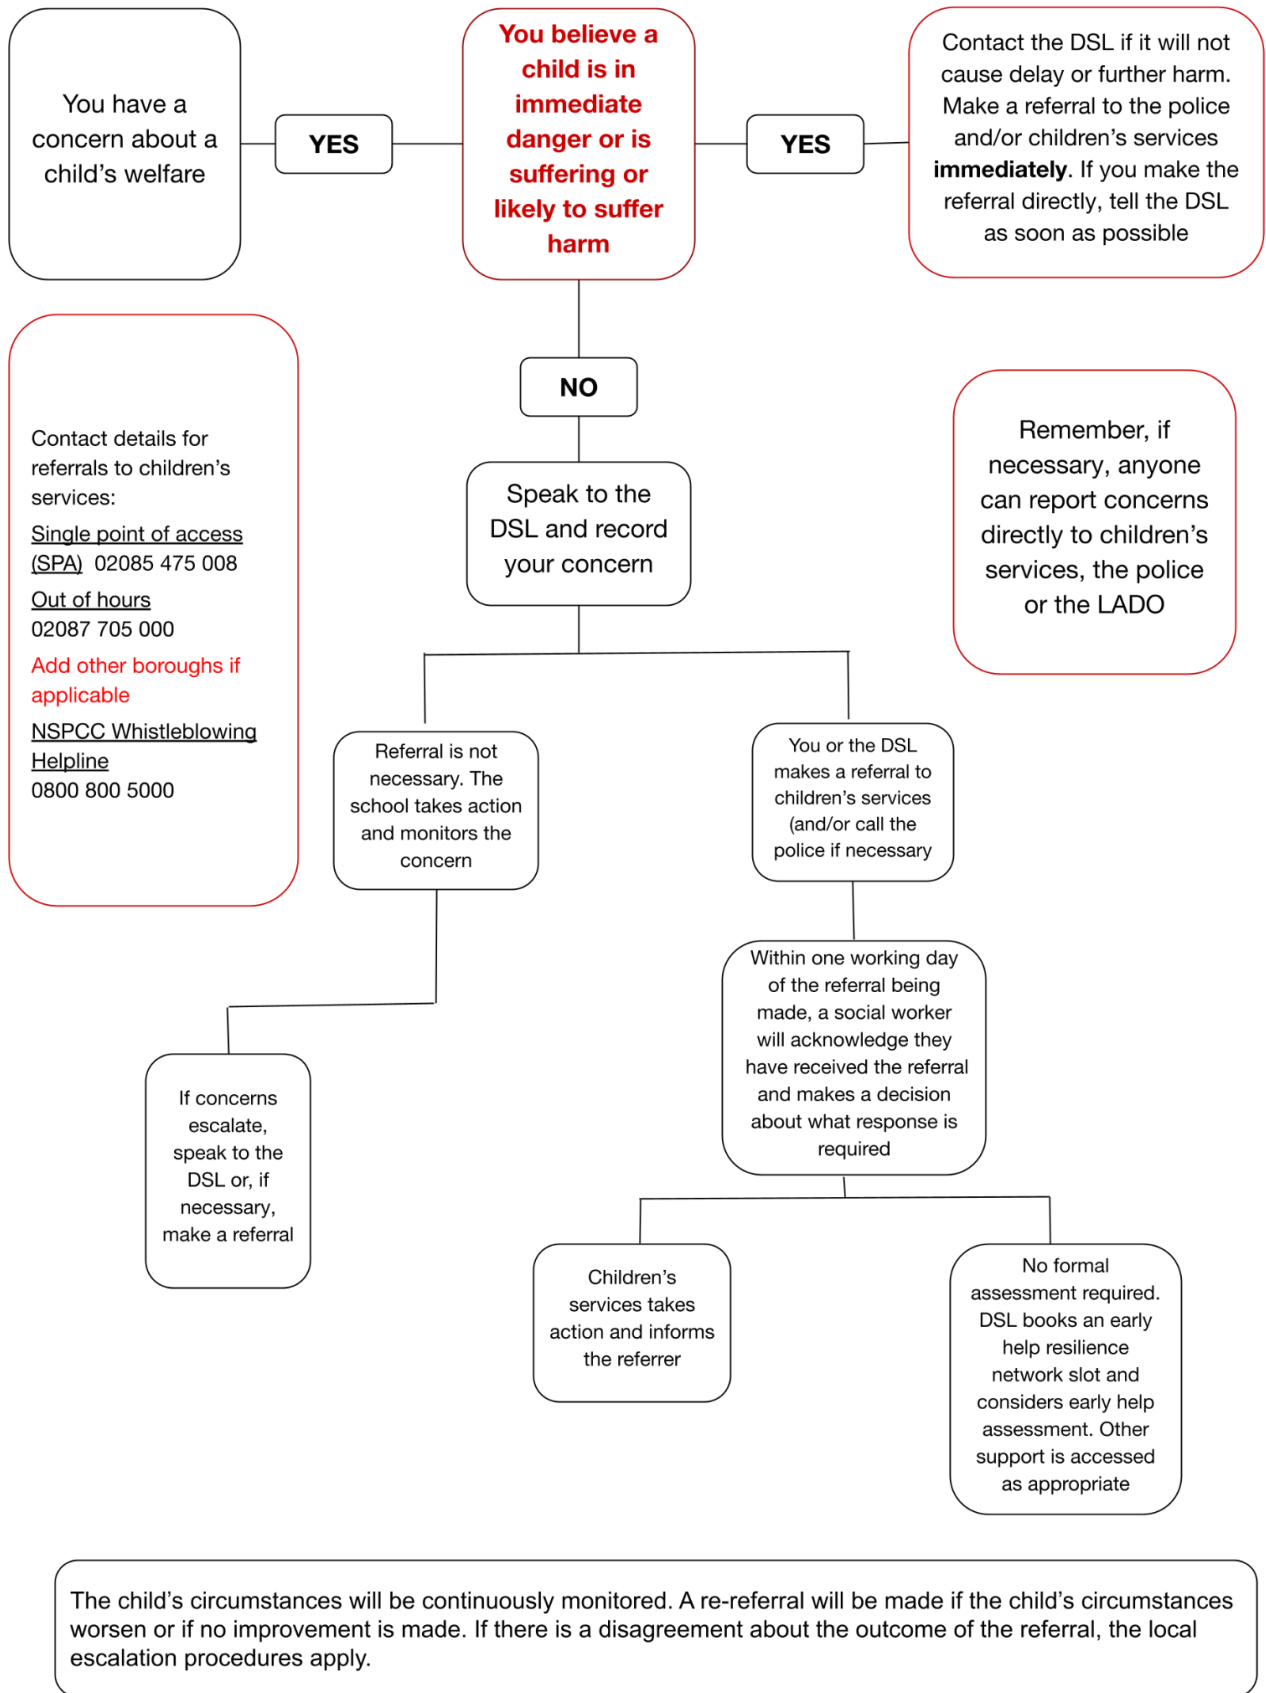 You have a
concern about a
child’s welfare
YES
You believe a
child is in
immediate
danger or is
suffering or
likely to suffer
harm
YES
Contact the DSL if it will not
cause delay or further harm.
Make a referral to the police
and/or children’s services
immediately. If you make the
referral directly, tell the DSL
as soon as possible
NO
Contact details for
referrals to children’s
services:
Single point of access
(SPA) 02085 475 008
Out of hours
02087 705 000
Add other boroughs if
applicable
NSPCC Whistleblowing
Helpline
0800 800 5000
Speak to the
DSL and record
your concern
Remember, if
necessary, anyone
can report concerns
directly to children’s
services, the police
or the LADO
Referral is not
necessary. The
school takes action
and monitors the
concern
You or the DSL
makes a referral to
children’s services
(and/or call the
police if necessary
Within one working day
of the referral being
made, a social worker
will acknowledge they
have received the referral
and makes a decision
about what response is
required
If concerns
escalate,
speak to the
DSL or, if
necessary,
make a referral
Children’s
services takes
action and informs
the referrer
No formal
assessment required.
DSL books an early
help resilience
network slot and
considers early help
assessment. Other
support is accessed
as appropriate
The child’s circumstances will be continuously monitored. A re-referral will be made if the child’s circumstances
worsen or if no improvement is made. If there is a disagreement about the outcome of the referral, the local
escalation procedures apply.